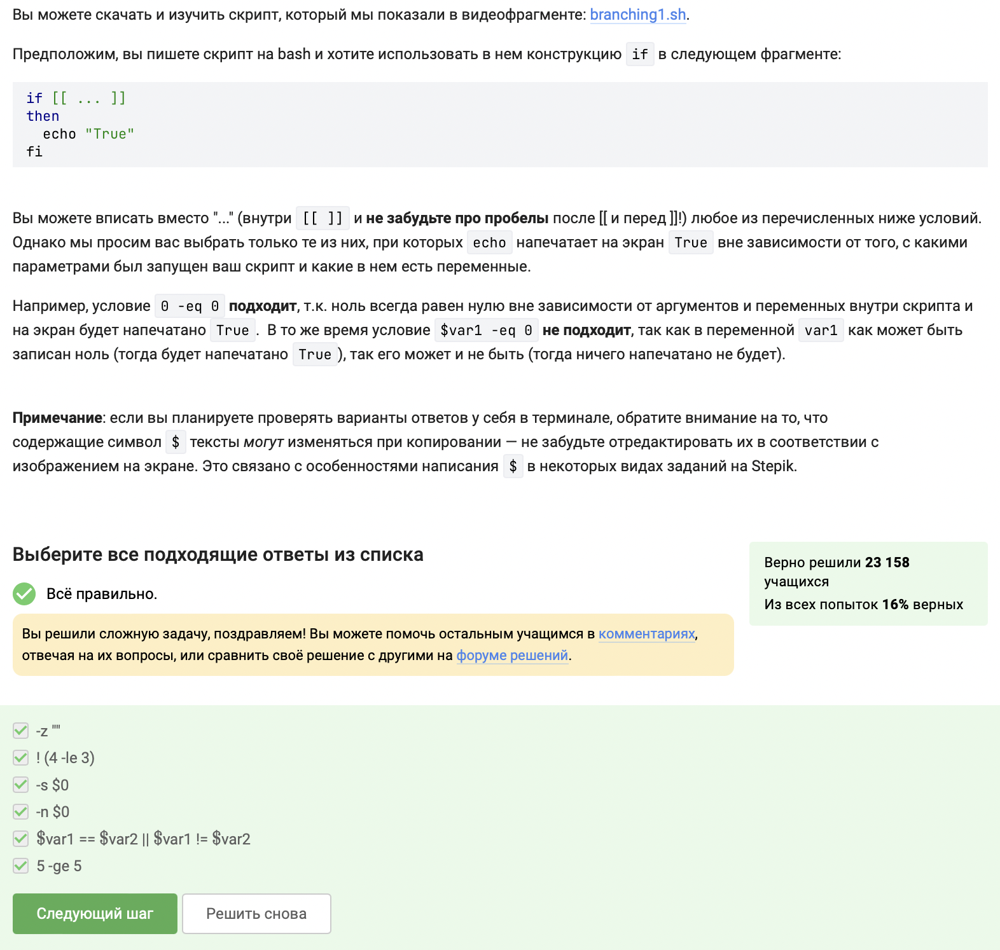 Вы можете скачать и изучить скрипт, который мы показали в видеофрагменте: branching1.sh.
Предположим, вы пишете скрипт на bash и хотите использовать в нем конструкцию if в следующем фрагменте:
if [[ ... ]]
then
  echo "True"
fi
Вы можете вписать вместо "..." (внутри [[ ]] и не забудьте про пробелы после [[ и перед ]]!) любое из перечисленных ниже условий.
Однако мы просим вас выбрать только те из них, при которых echo напечатает на экран True вне зависимости от того, с какими
параметрами был запущен ваш скрипт и какие в нем есть переменные.
Например, условие 0 -eq 0 подходит, т.к. ноль всегда равен нулю вне зависимости от аргументов и переменных внутри скрипта и
на экран будет напечатано True. В то же время условие $var1 -eq 0 не подходит, так как в переменной var1 как может быть
записан ноль (тогда будет напечатано True), так его может и не быть (тогда ничего напечатано не будет).
Примечание: если вы планируете проверять варианты ответов у себя в терминале, обратите внимание на то, что
содержащие символ $ тексты могут изменяться при копировании — не забудьте отредактировать их в соответствии с
изображением на экране. Это связано с особенностями написания $ в некоторых видах заданий на Stepik.
Выберите все подходящие ответы из списка
Верно решили 23 158
учащихся
Из всех попыток 16% верных
Всё правильно.
Вы решили сложную задачу, поздравляем! Вы можете помочь остальным учащимся в комментариях,
отвечая на их вопросы, или сравнить своё решение с другими на форуме решений.
-z ""
! (4 -le 3)
-s $0
-n $0
$var1 == $var2 || $var1 != $var2
5 -ge 5
Следующий шаг
Решить снова